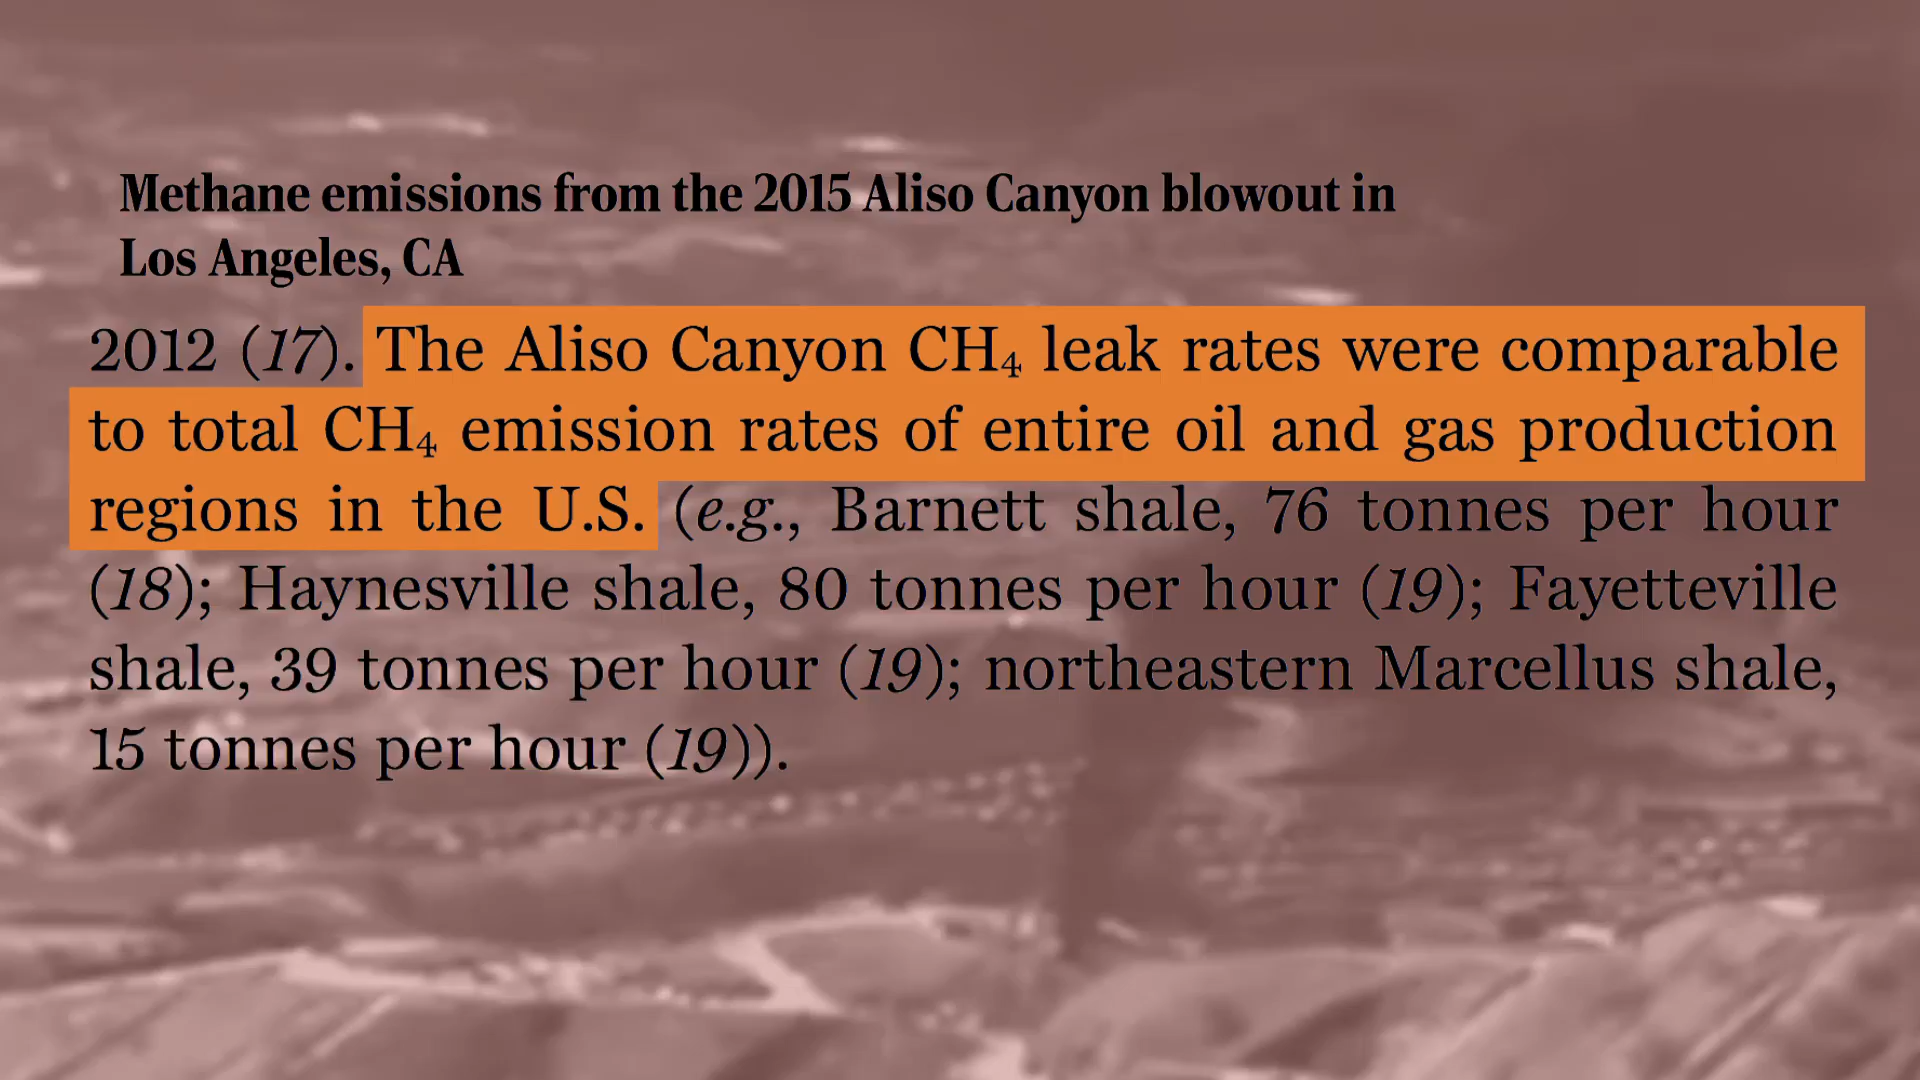 Methane emissions from the 2015 Aliso Canyon blowout in
Los Angeles, CA
2012 (17). The Aliso Canyon CH₄ leak rates were comparable
to total CH₄ emission rates of entire oil and gas production
regions in the U.S. (e.g., Barnett shale, 76 tonnes per hour
(18); Haynesville shale, 80 tonnes per hour (19); Fayetteville
shale, 39 tonnes per hour (19); northeastern Marcellus shale,
15 tonnes per hour (19)).